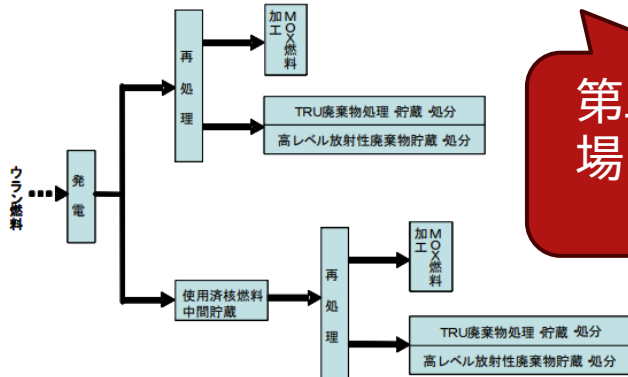 ウラン燃料
発電
再処理
MOX燃料
加工
TRU廃棄物処理・貯蔵・処分
高レベル放射性廃棄物貯蔵・処分
第
場
使用済核燃料
中間貯蔵
再処理
MOX燃料
加工
TRU廃棄物処理・貯蔵・処分
高レベル放射性廃棄物貯蔵・処分